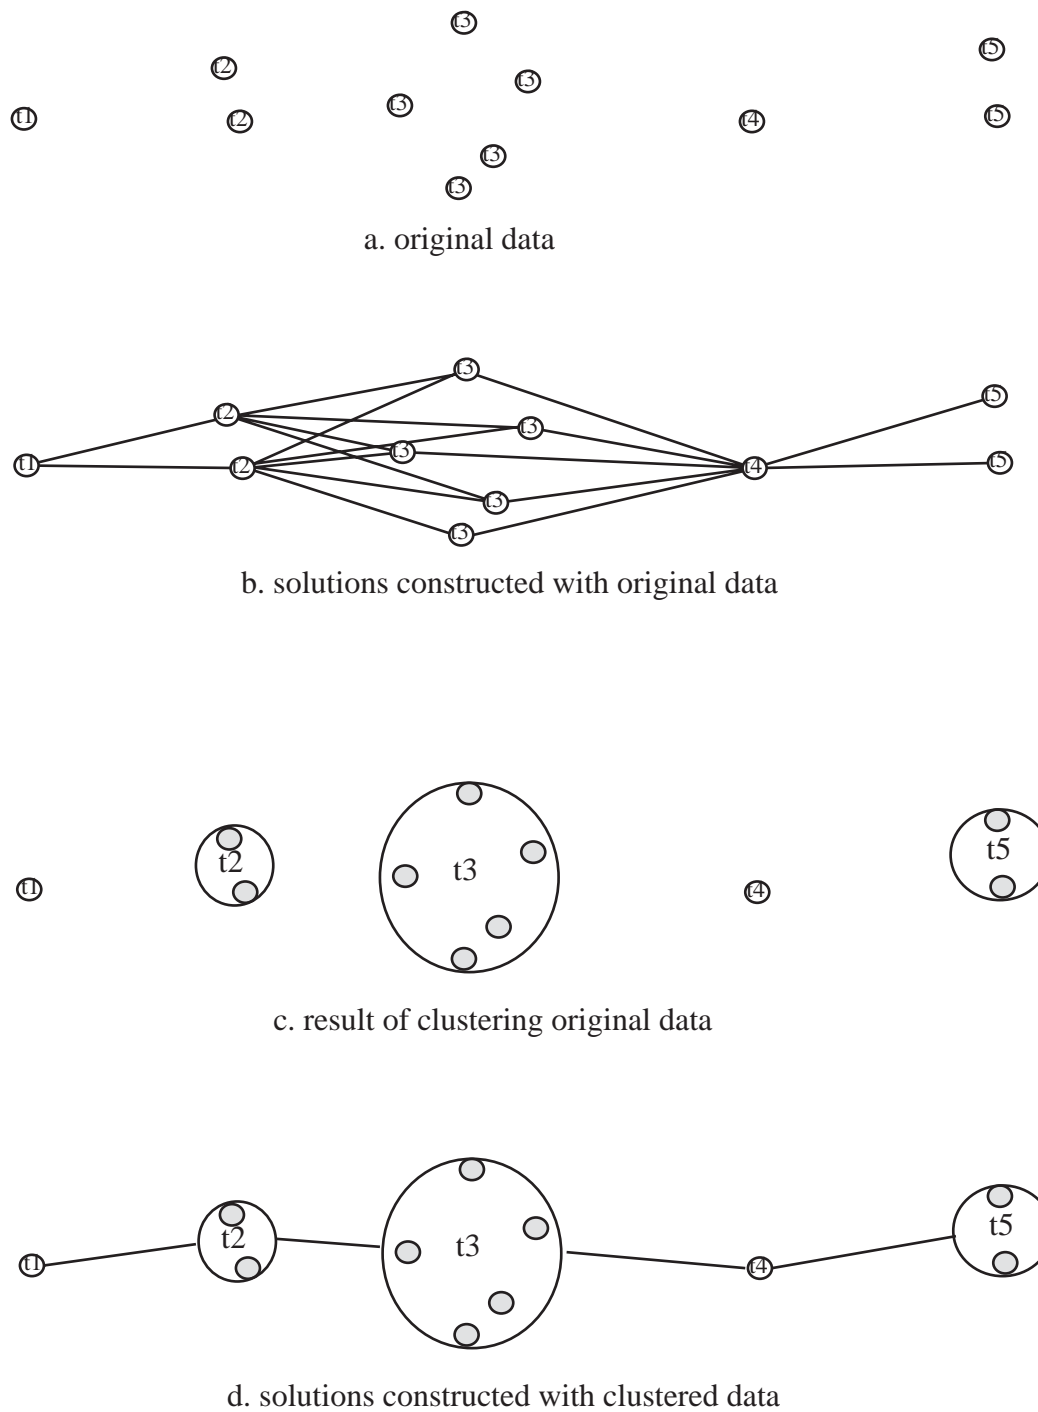 t3
t5
t2
t3
t3
t1
t2
t4
t5
t3
t3
a. original data
t3
t5
t2
t3
t3
t1
t2
t4
t5
t3
t3
b. solutions constructed with original data
t2
t3
t5
t1
t4
c. result of clustering original data
t2
t3
t5
t1
t4
d. solutions constructed with clustered data